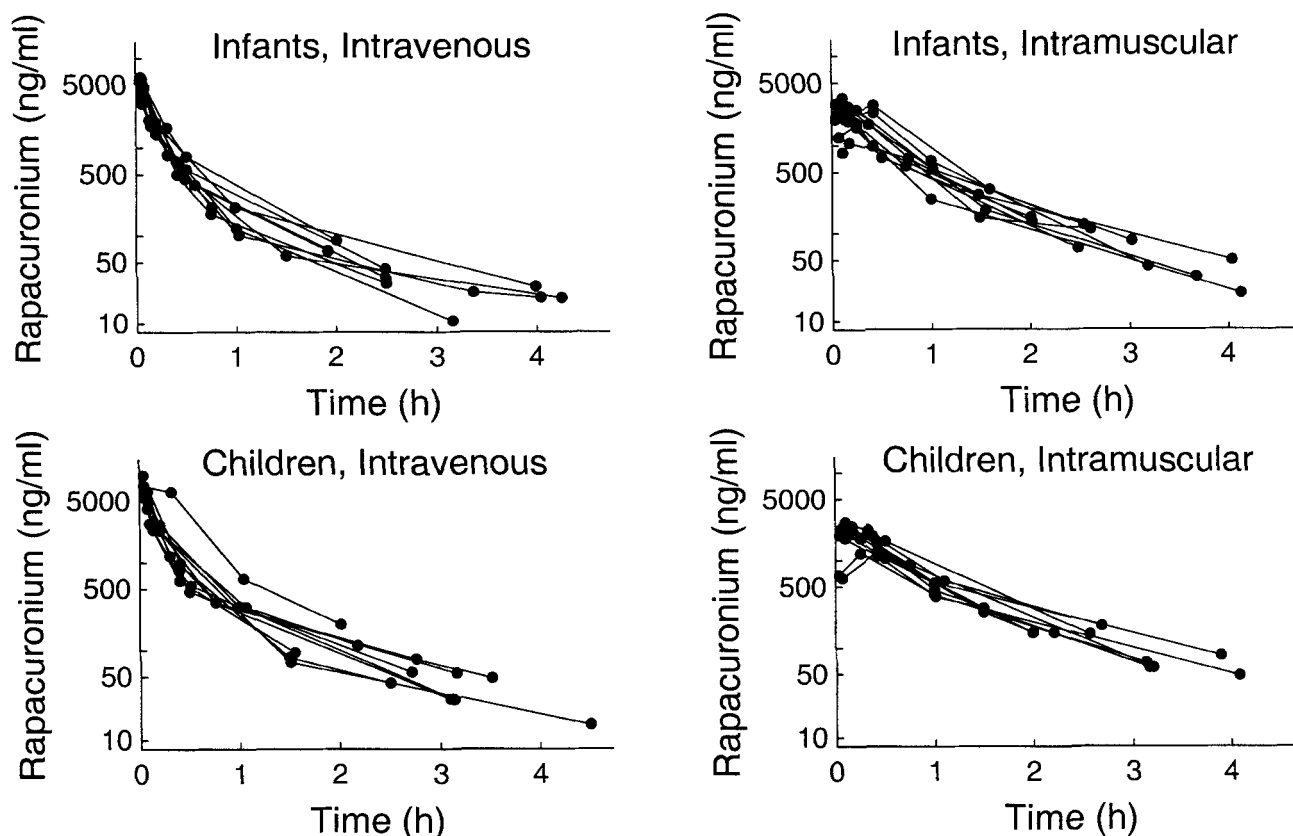 Infants, Intravenous
Rapacuronium (ng/ml)
5000
500
50
10
0 1 2 3 4
Time (h)
Infants, Intramuscular
Rapacuronium (ng/ml)
5000
500
50
10
0 1 2 3 4
Time (h)
Children, Intravenous
Rapacuronium (ng/ml)
5000
500
50
10
0 1 2 3 4
Time (h)
Children, Intramuscular
Rapacuronium (ng/ml)
5000
500
50
10
0 1 2 3 4
Time (h)